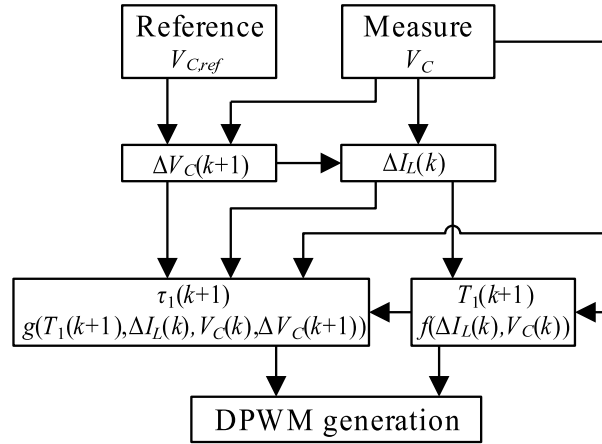 Reference
V_{C,ref}
Measure
V_C
ΔV_C(k+1)
ΔI_L(k)
τ_1(k+1)
g(T_1(k+1),ΔI_L(k),V_C(k),ΔV_C(k+1))
T_1(k+1)
f(ΔI_L(k),V_C(k))
DPWM generation